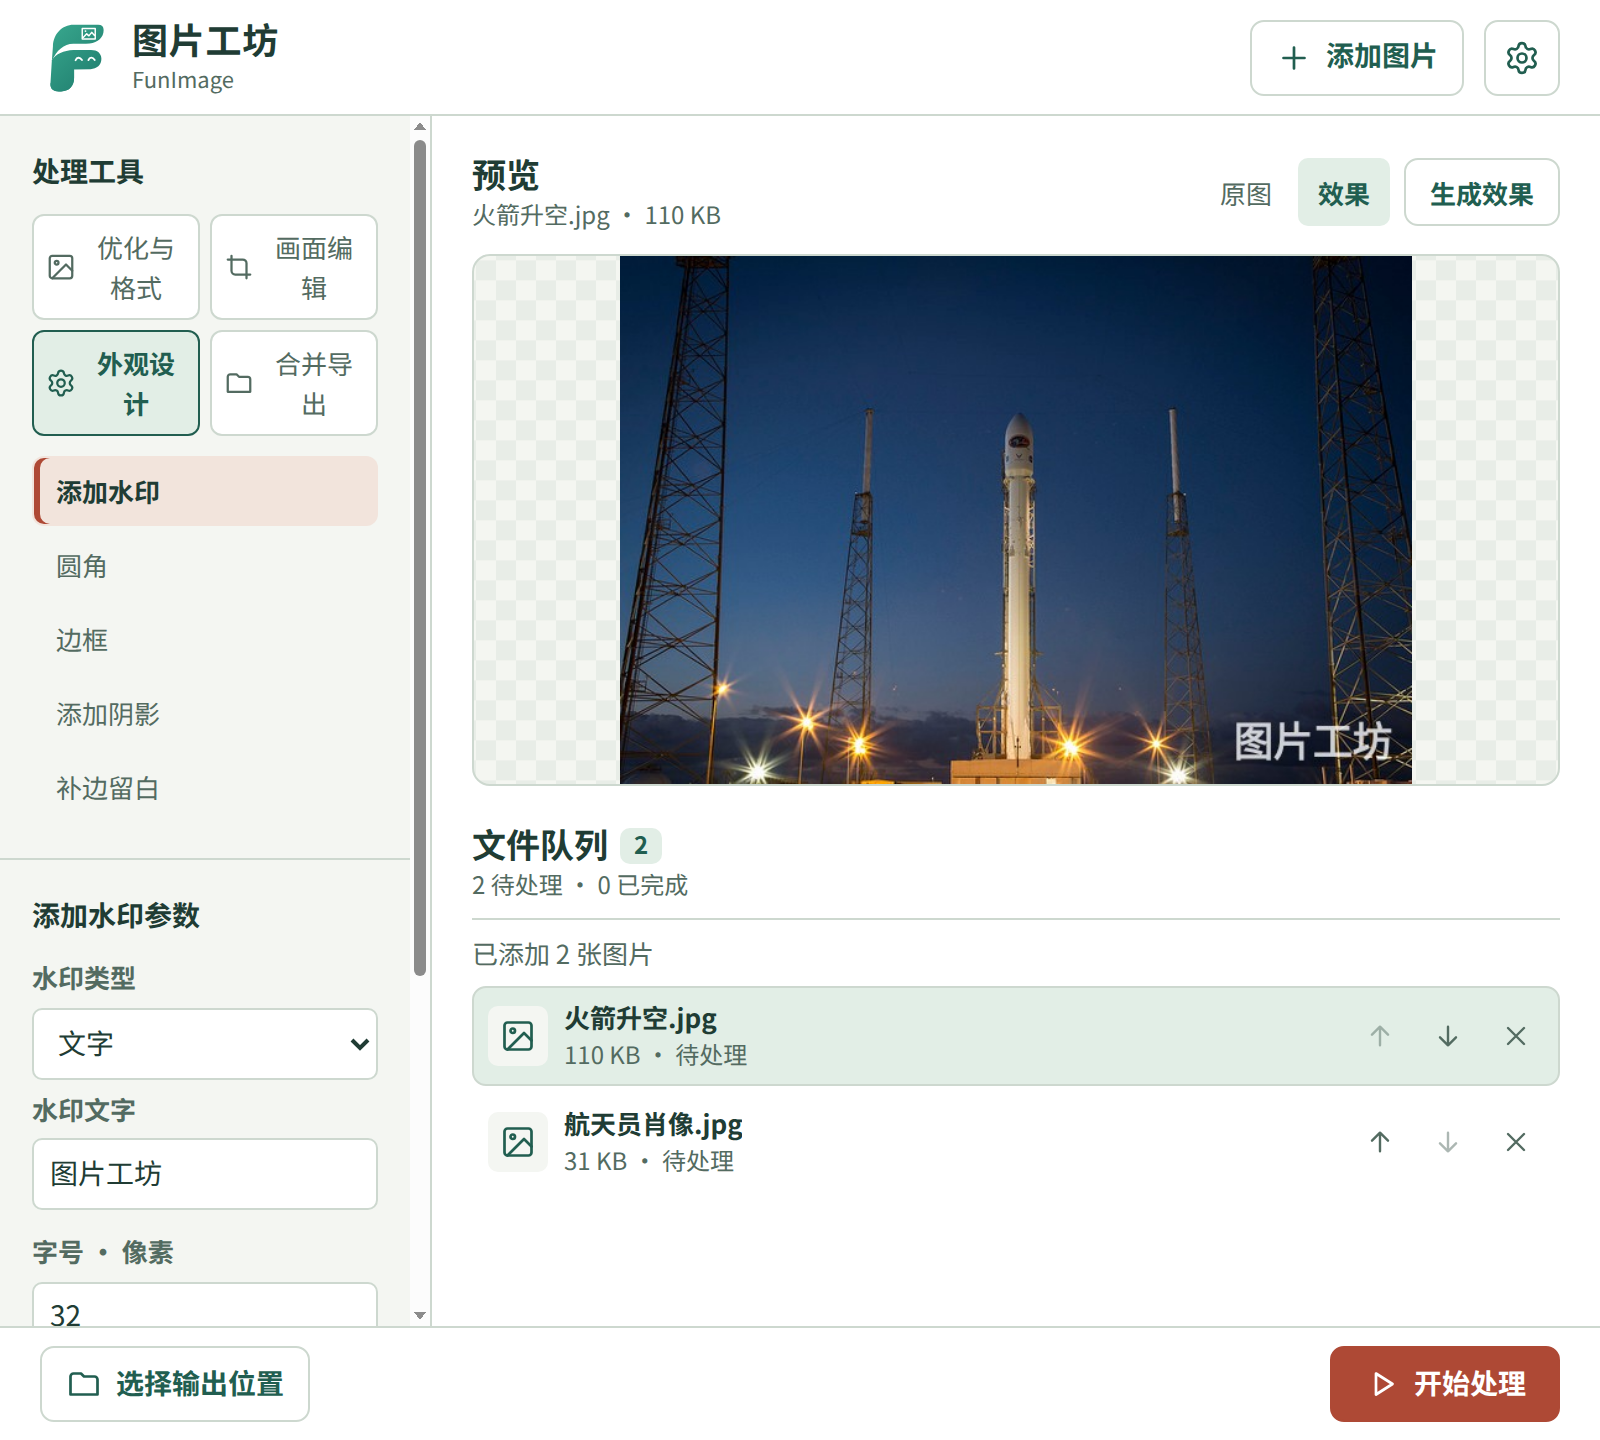 图片工坊
FunImage
添加图片
处理工具
优化与
格式
画面编
辑
外观设
计
合并导
出
添加水印
圆角
边框
添加阴影
补边留白
添加水印参数
水印类型
文字
水印文字
图片工坊
字号 • 像素
32
预览
火箭升空.jpg • 110 KB
原图
效果
生成效果
图片工坊
文件队列 2
2 待处理 • 0 已完成
已添加 2 张图片
火箭升空.jpg
110 KB • 待处理
航天员肖像.jpg
31 KB • 待处理
选择输出位置
开始处理